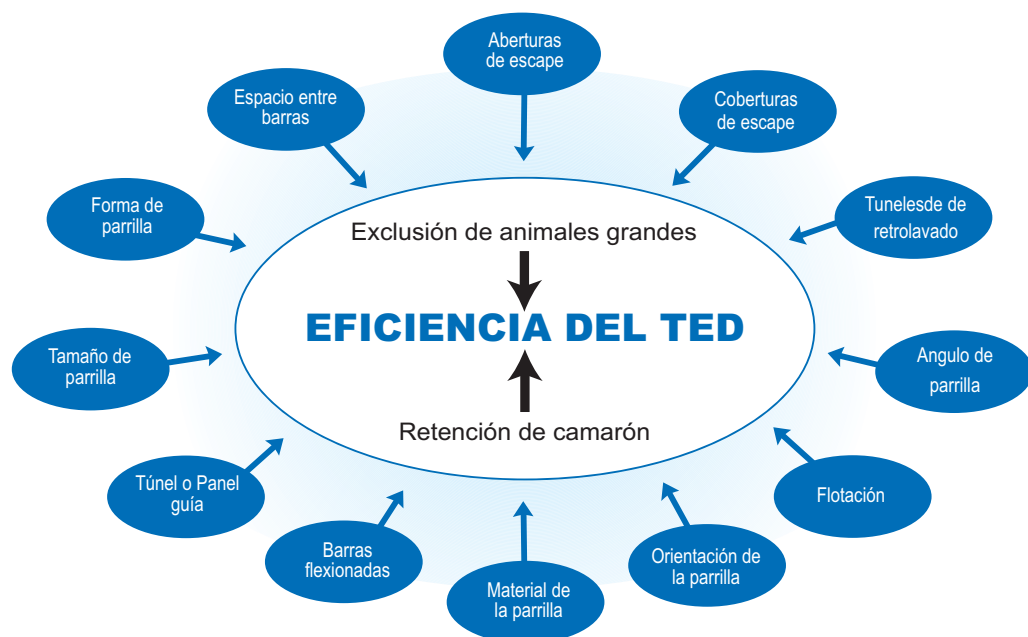 Aberturas
de escape
Espacio entre
barras
Coberturas
de escape
Forma de
parrilla
Tunelesde de
retrolavado
Exclusión de animales grandes
EFICIENCIA DEL TED
Retención de camarón
Tamaño de
parrilla
Angulo de
parrilla
Túnel o Panel
guía
Flotación
Barras
flexionadas
Orientación de
la parrilla
Material de
la parrilla